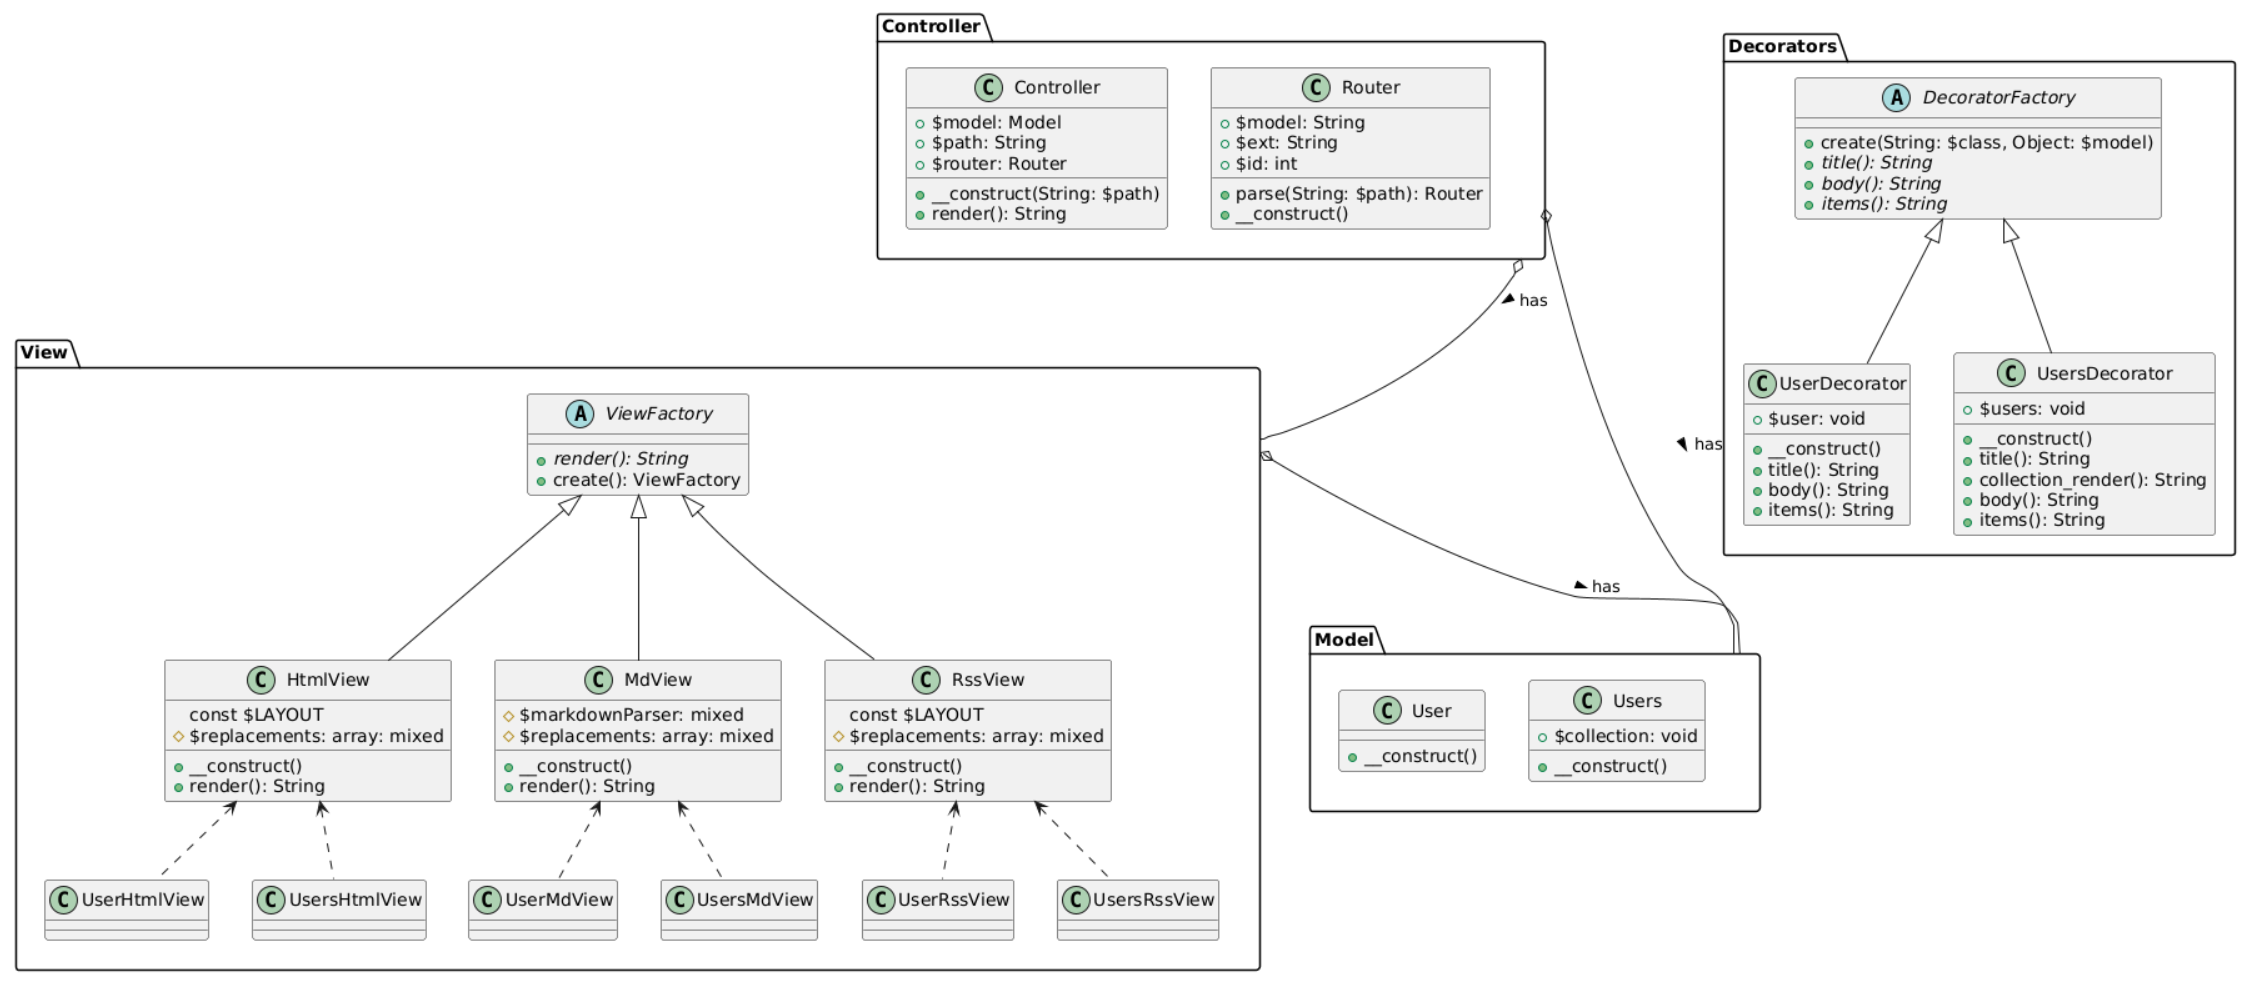 Controller
C Controller
$model: Model
$path: String
$router: Router
__construct(String: $path)
render(): String
C Router
$model: String
$ext: String
$id: int
parse(String: $path): Router
__construct()
Decorators
A DecoratorFactory
create(String: $class, Object: $model)
title(): String
body(): String
items(): String
C UserDecorator
$user: void
__construct()
title(): String
body(): String
items(): String
C UsersDecorator
$users: void
__construct()
title(): String
collection_render(): String
body(): String
items(): String
has
has
has
View
A ViewFactory
render(): String
create(): ViewFactory
C HtmlView
const $LAYOUT
$replacements: array: mixed
__construct()
render(): String
C MdView
$markdownParser: mixed
$replacements: array: mixed
__construct()
render(): String
C RssView
const $LAYOUT
$replacements: array: mixed
__construct()
render(): String
C UserHtmlView
C UsersHtmlView
C UserMdView
C UsersMdView
C UserRssView
C UsersRssView
Model
C User
__construct()
C Users
$collection: void
__construct()